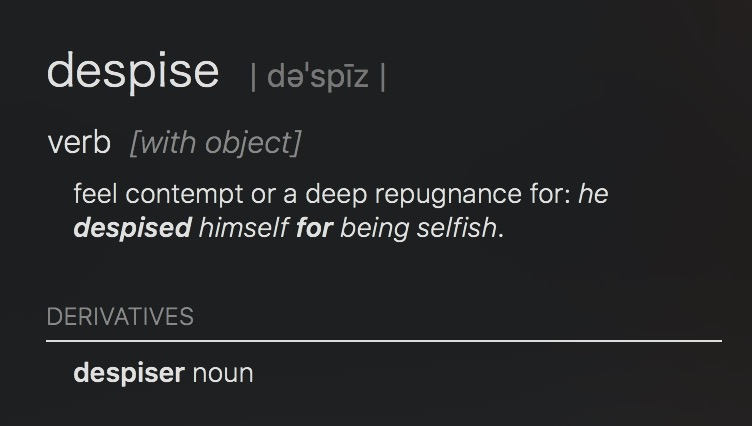 despise | dəˈspīz |
verb [with object]
feel contempt or a deep repugnance for: he
despised himself for being selfish.
DERIVATIVES
despiser noun